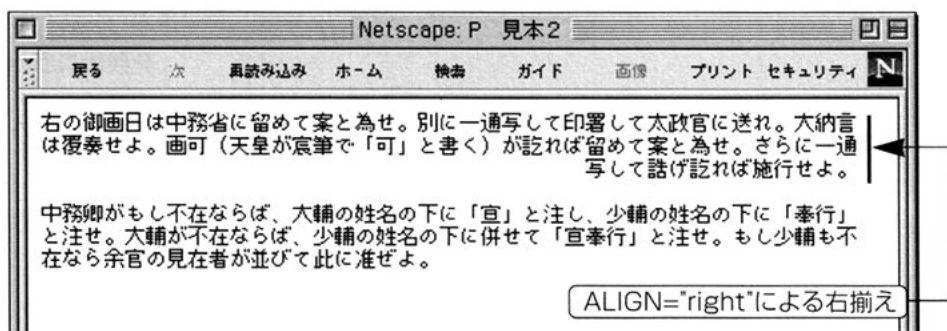 Netscape: P 見本2
戻る 次 再読み込み ホーム 検索 ガイド 画像 プリント セキュリティ N
右の御画日は中務省に留めて案と為せ。別に一通写して印署して太政官に送れ。大納言
は覆奏せよ。画可（天皇が宸筆で「可」と書く）が訖れば留めて案と為せ。さらに一通
写して誥げ訖れば施行せよ。
中務卿がもし不在ならば、大輔の姓名の下に「宣」と注し、少輔の姓名の下に「奉行」
と注せ。大輔が不在ならば、少輔の姓名の下に併せて「宣奉行」と注せ。もし少輔も不
在なら余官の見在者が並びて此に准ぜよ。
ALIGN="right"による右揃え